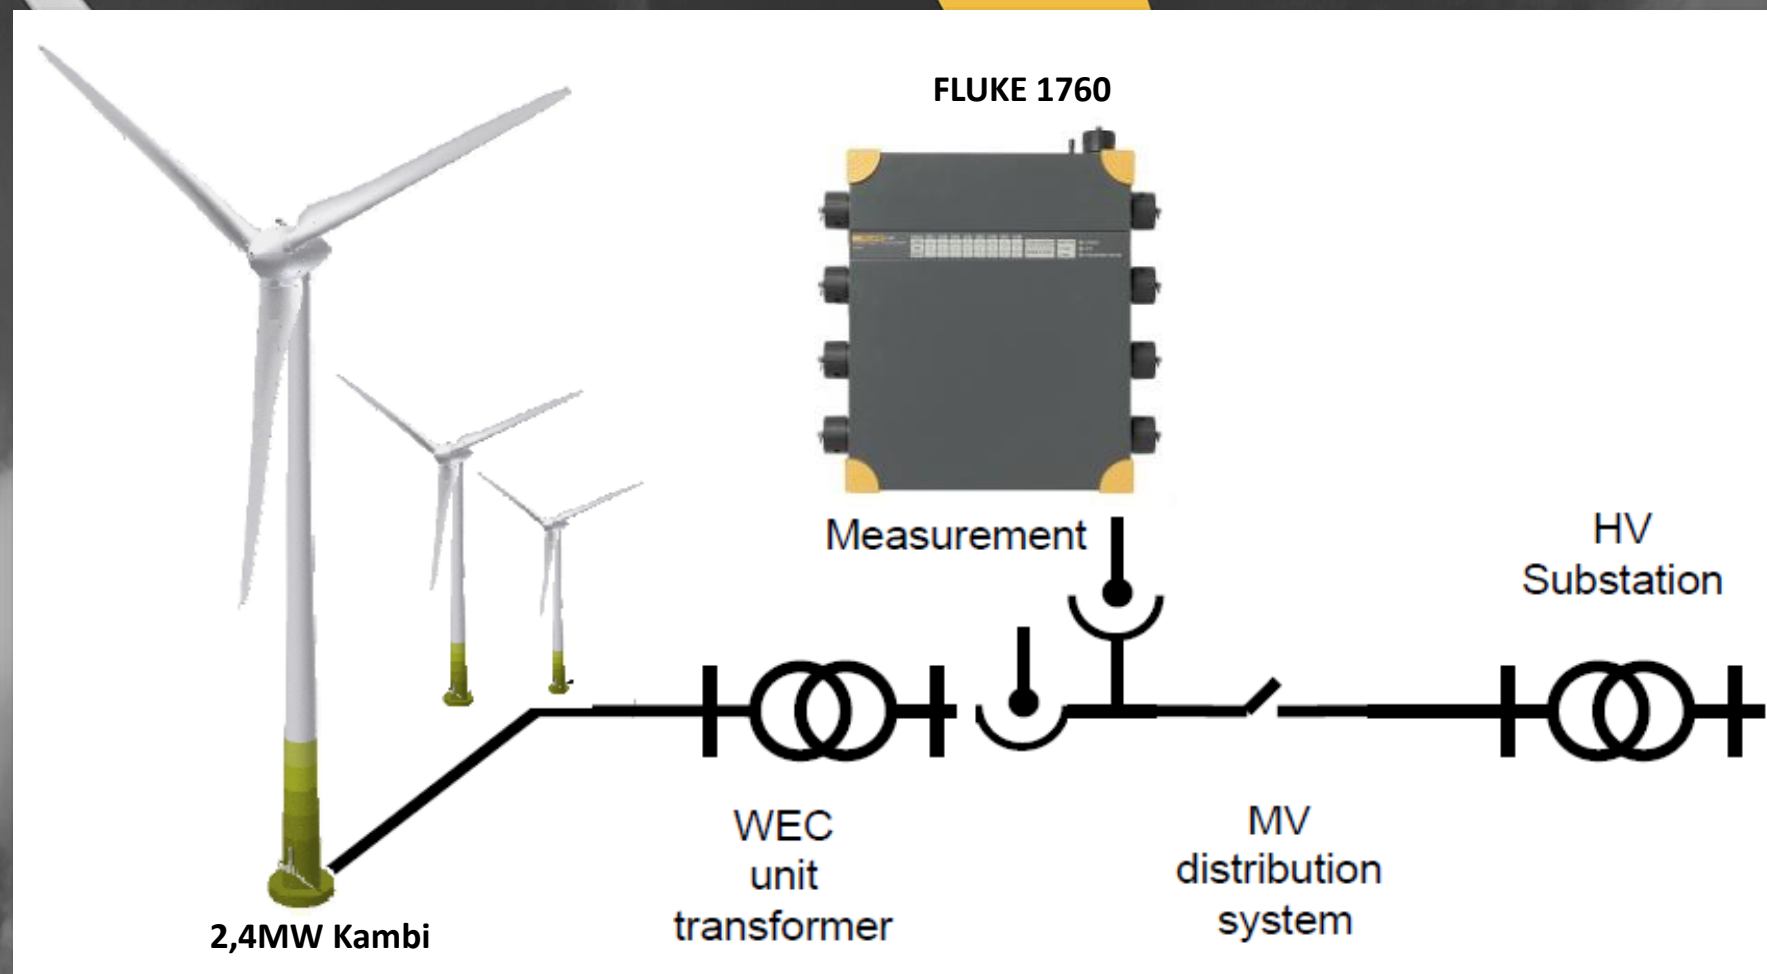 FLUKE 1760
Measurement
HV
Substation
WEC
unit
transformer
MV
distribution
system
2,4MW Kambi